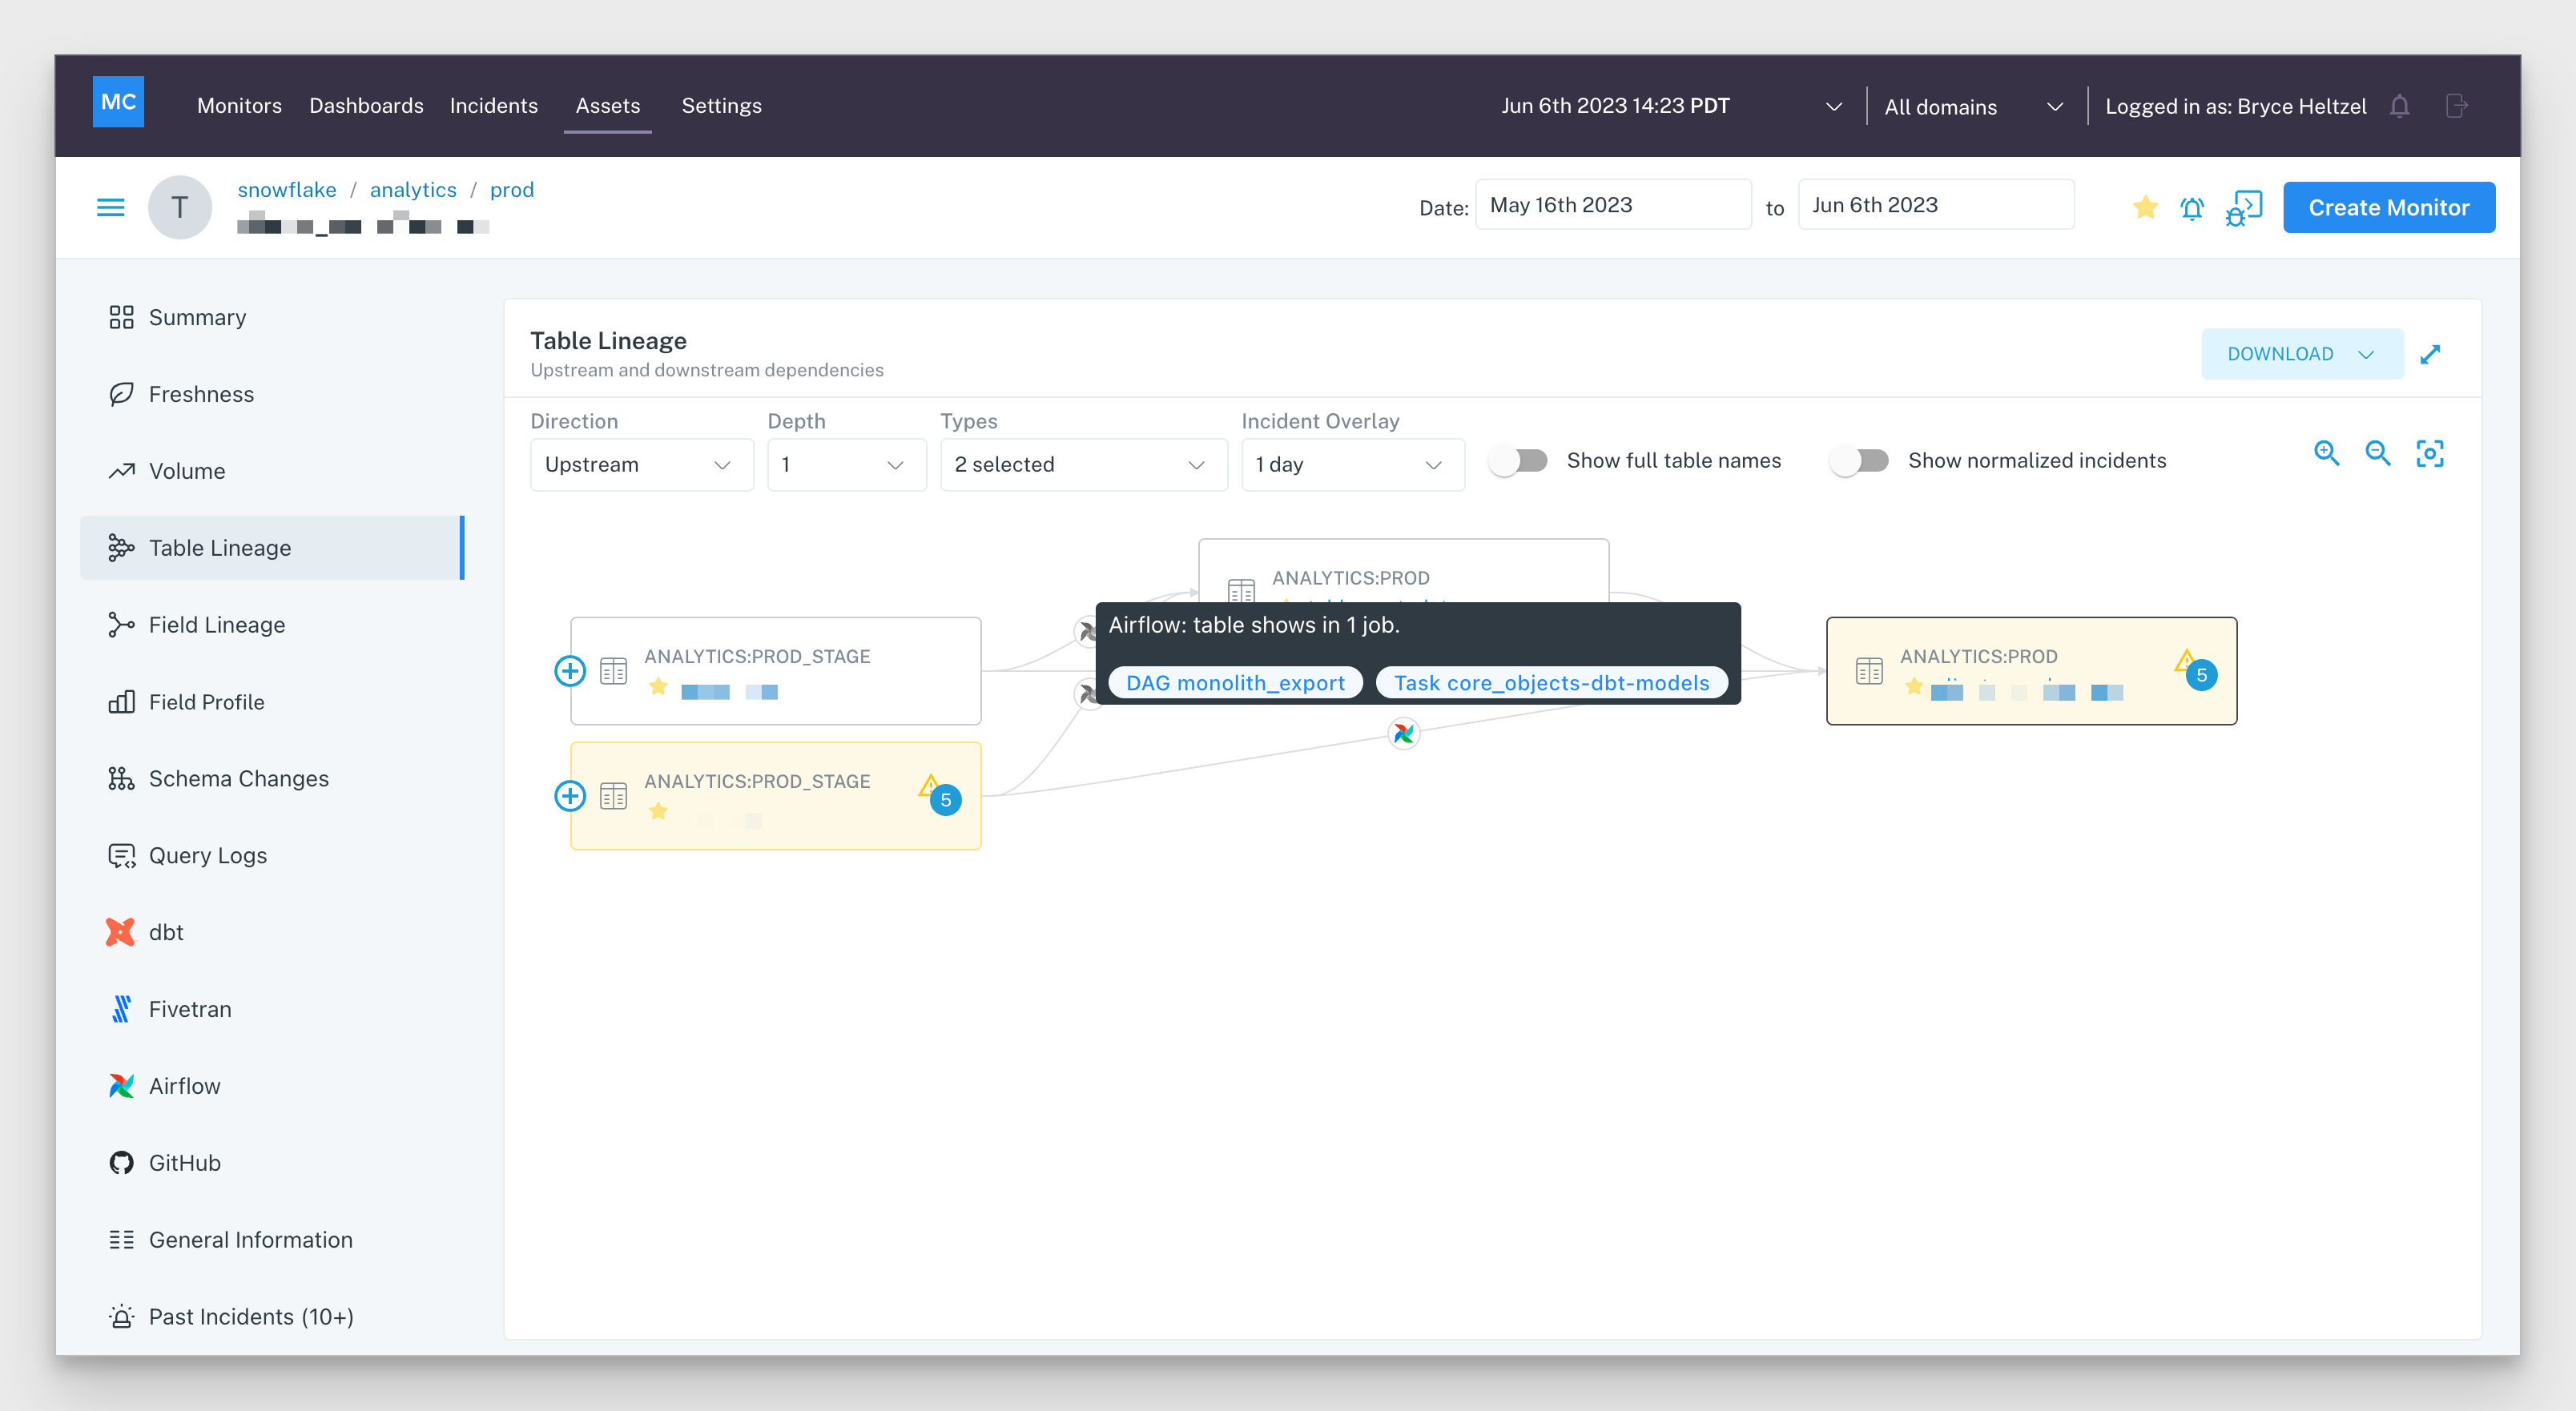 MC
Monitors Dashboards Incidents Assets Settings
Jun 6th 2023 14:23 PDT
All domains
Logged in as: Bryce Heltzel
T
snowflake / analytics / prod
Date: May 16th 2023 to Jun 6th 2023
Create Monitor
Summary
Freshness
Volume
Table Lineage
Field Lineage
Field Profile
Schema Changes
Query Logs
dbt
Fivetran
Airflow
GitHub
General Information
Past Incidents (10+)
Table Lineage
Upstream and downstream dependencies
DOWNLOAD
Direction Depth Types Incident Overlay
Upstream 1 2 selected 1 day Show full table names Show normalized incidents
ANALYTICS:PROD
Airflow: table shows in 1 job.
DAG monolith_export Task core_objects-dbt-models
ANALYTICS:PROD_STAGE
ANALYTICS:PROD
5
ANALYTICS:PROD_STAGE
5